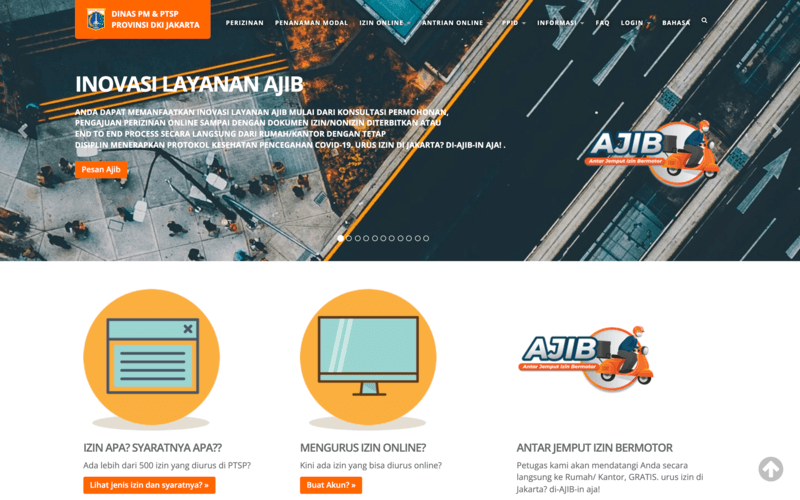 DINAS PM & PTSP
PROVINSI DKI JAKARTA
PERIZINAN PENANAMAN MODAL IZIN ONLINE ANTRIAN ONLINE PPID INFORMASI FAQ LOGIN BAHASA
INOVASI LAYANAN AJIB
ANDA DAPAT MEMANFAATKAN INOVASI LAYANAN AJIB MULAI DARI KONSULTASI PERMOHONAN,
PENGAJUAN PERIZINAN ONLINE SAMPAI DENGAN DOKUMEN IZIN/NONIZIN DITERBITKAN ATAU
END TO END PROCESS SECARA LANGSUNG DARI RUMAH/KANTOR DENGAN TETAP
DISIPLIN MENERAPKAN PROTOKOL KESEHATAN PENCEGAHAN COVID-19. URUS IZIN DI JAKARTA? DI-AJIB-IN AJA! .
Pesan Ajib
AJIB
Antar Jemput Izin Bermotor
AJIB
Antar Jemput Izin Bermotor
IZIN APA? SYARATNYA APA??
Ada lebih dari 500 izin yang diurus di PTSP?
Lihat jenis izin dan syaratnya? »
MENGURUS IZIN ONLINE?
Kini ada izin yang bisa diurus online?
Buat Akun? »
ANTAR JEMPUT IZIN BERMOTOR
Petugas kami akan mendatangi Anda secara
langsung ke Rumah/ Kantor, GRATIS. urus izin di
Jakarta? di-AJIB-in aja!